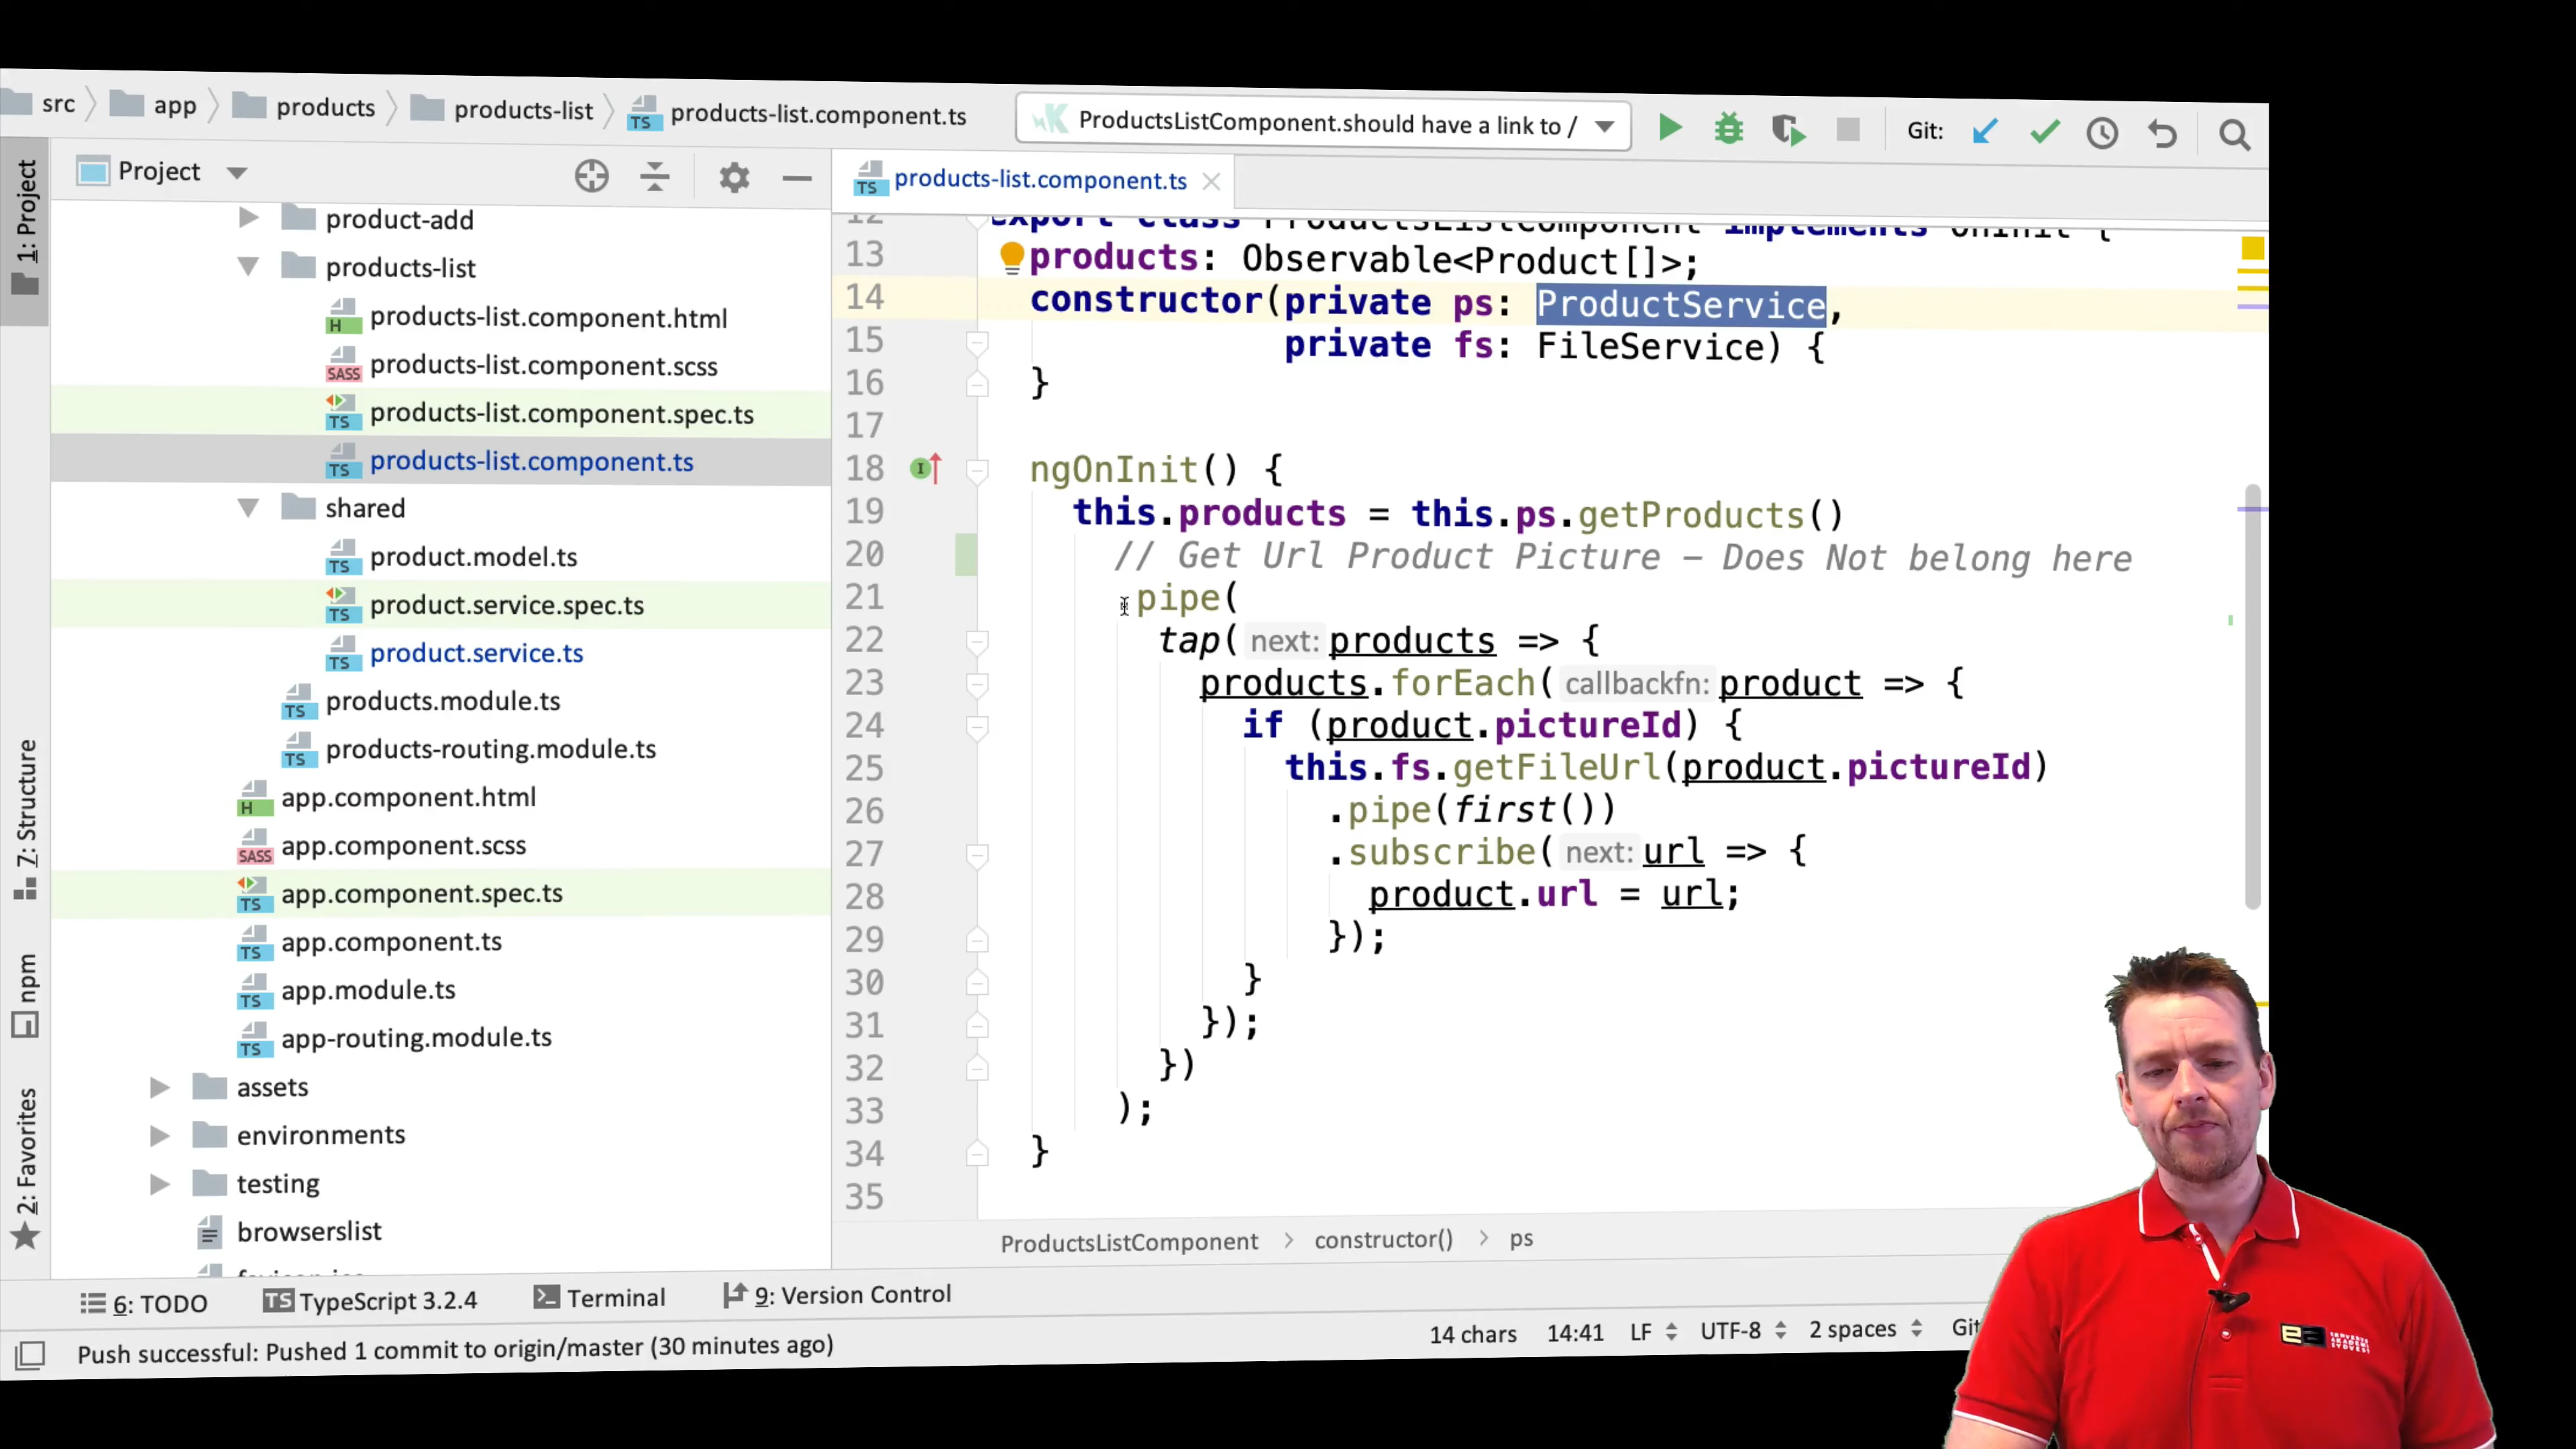 src
app
products
products-list
products-list.component.ts
ProductsListComponent.should have a link to /
Git:
1: Project
Project
products-list.component.ts
product-add
products-list
products-list.component.html
products-list.component.scss
products-list.component.spec.ts
products-list.component.ts
shared
product.model.ts
product.service.spec.ts
product.service.ts
products.module.ts
products-routing.module.ts
app.component.html
app.component.scss
app.component.spec.ts
app.component.ts
app.module.ts
app-routing.module.ts
assets
environments
testing
browserslist
7: Structure
npm
2: Favorites
12 export class ProductsListComponent implements OnInit {
13 products: Observable<Product[]>;
14 constructor(private ps: ProductService,
15 private fs: FileService) {
16 }
17
18 ngOnInit() {
19 this.products = this.ps.getProducts()
20 // Get Url Product Picture – Does Not belong here
21 .pipe(
22 tap( next: products => {
23 products.forEach( callbackfn: product => {
24 if (product.pictureId) {
25 this.fs.getFileUrl(product.pictureId)
26 .pipe(first())
27 .subscribe( next: url => {
28 product.url = url;
29 });
30 }
31 });
32 })
33 );
34 }
35
ProductsListComponent > constructor() > ps
6: TODO
TS TypeScript 3.2.4
Terminal
9: Version Control
Push successful: Pushed 1 commit to origin/master (30 minutes ago)
14 chars 14:41 LF UTF-8 2 spaces Git